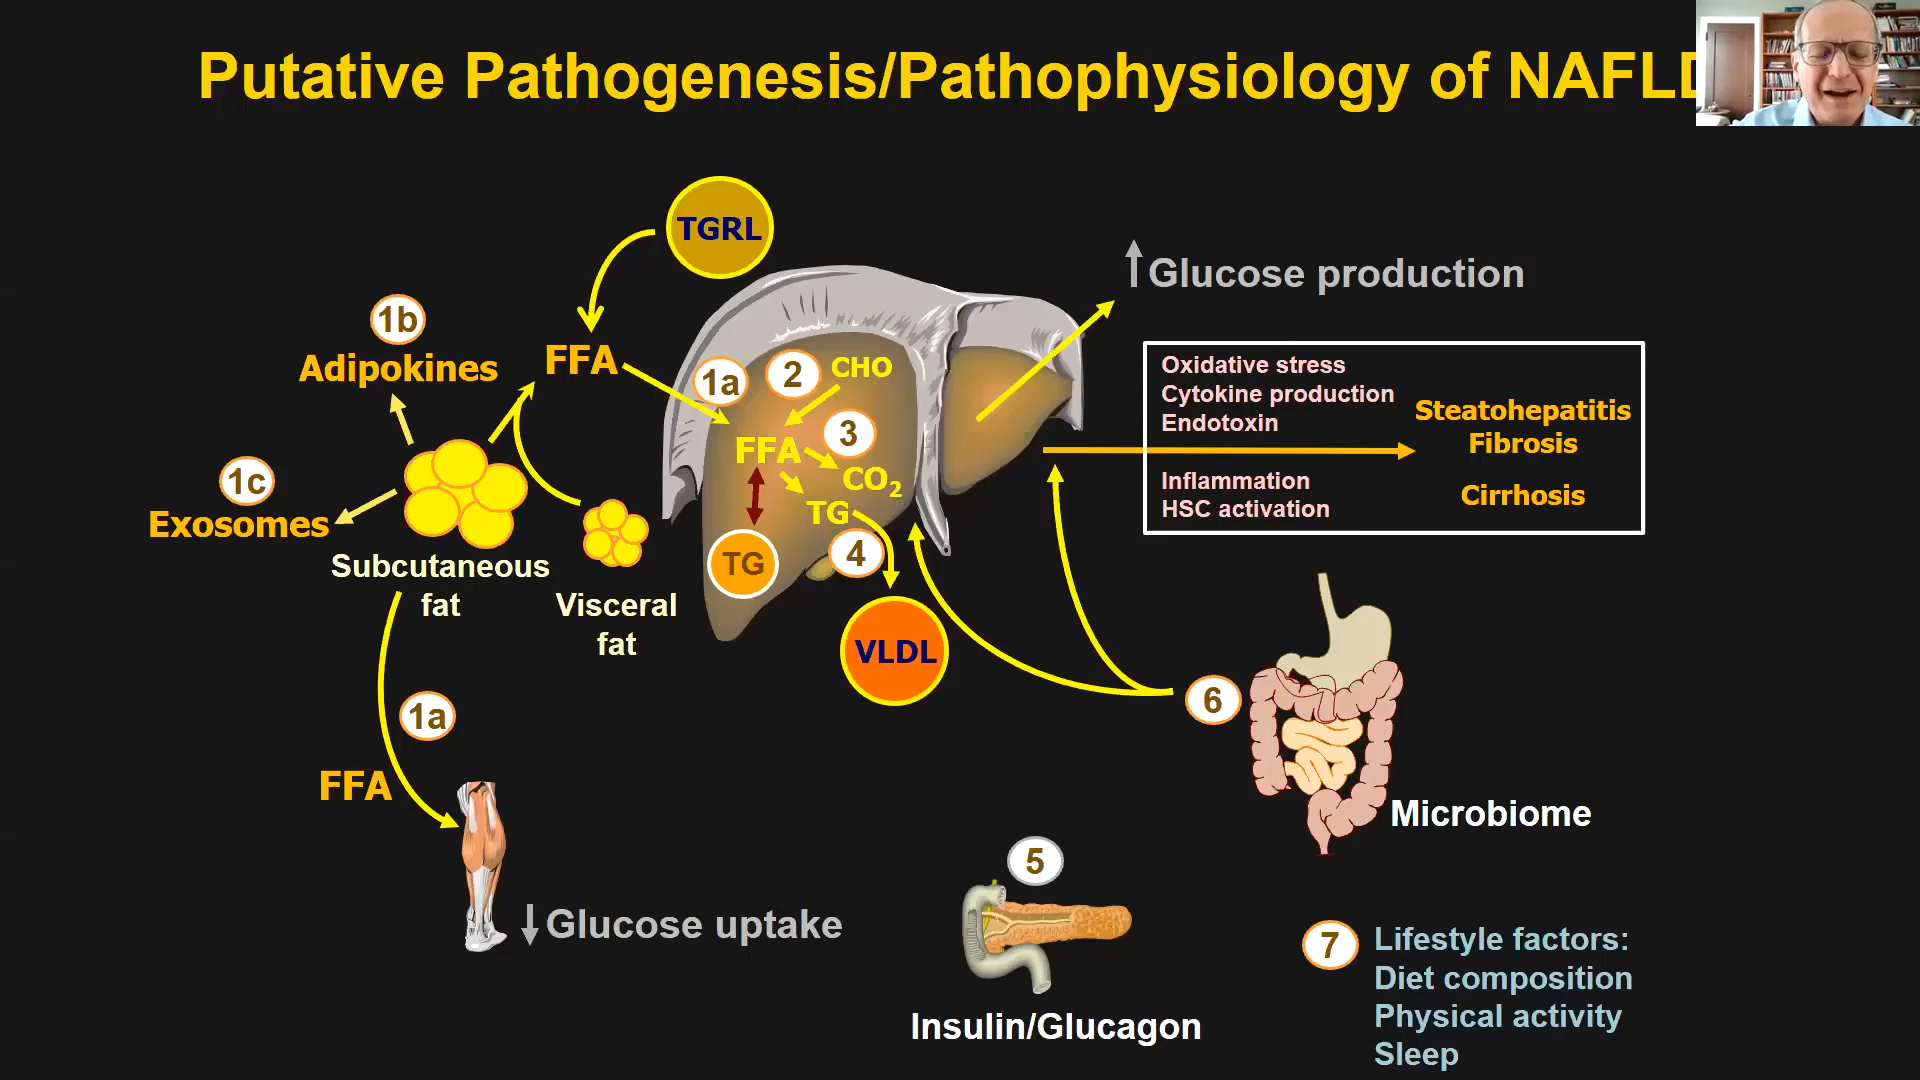 Putative Pathogenesis/Pathophysiology of NAFLD
TGRL
Glucose production
1b
Adipokines
FFA
1a
2
CHO
3
FFA
CO2
TG
4
TG
VLDL
1c
Exosomes
Subcutaneous
fat
Visceral
fat
Oxidative stress
Cytokine production
Endotoxin
Inflammation
HSC activation
Steatohepatitis
Fibrosis
Cirrhosis
1a
FFA
Glucose uptake
6
Microbiome
5
Insulin/Glucagon
7
Lifestyle factors:
Diet composition
Physical activity
Sleep